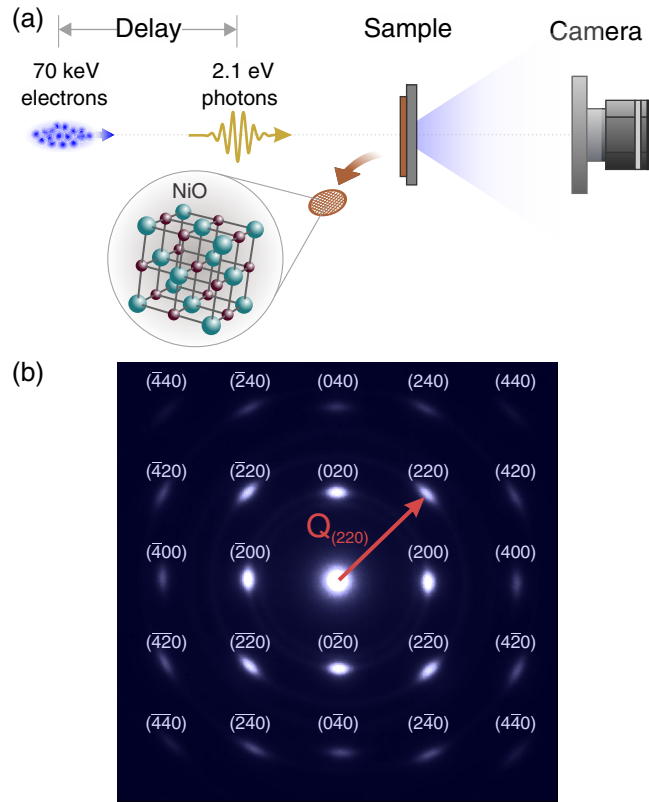 (a)
Delay
Sample
Camera
70 keV
electrons
2.1 eV
photons
NiO
(b)
(4̄40) (2̄40) (040) (240) (440)
(4̄20) (2̄20) (020) (220) (420)
Q(220)
(4̄00) (2̄00) (200) (400)
(4̄2̄0) (2̄2̄0) (02̄0) (22̄0) (42̄0)
(4̄4̄0) (2̄4̄0) (04̄0) (24̄0) (44̄0)